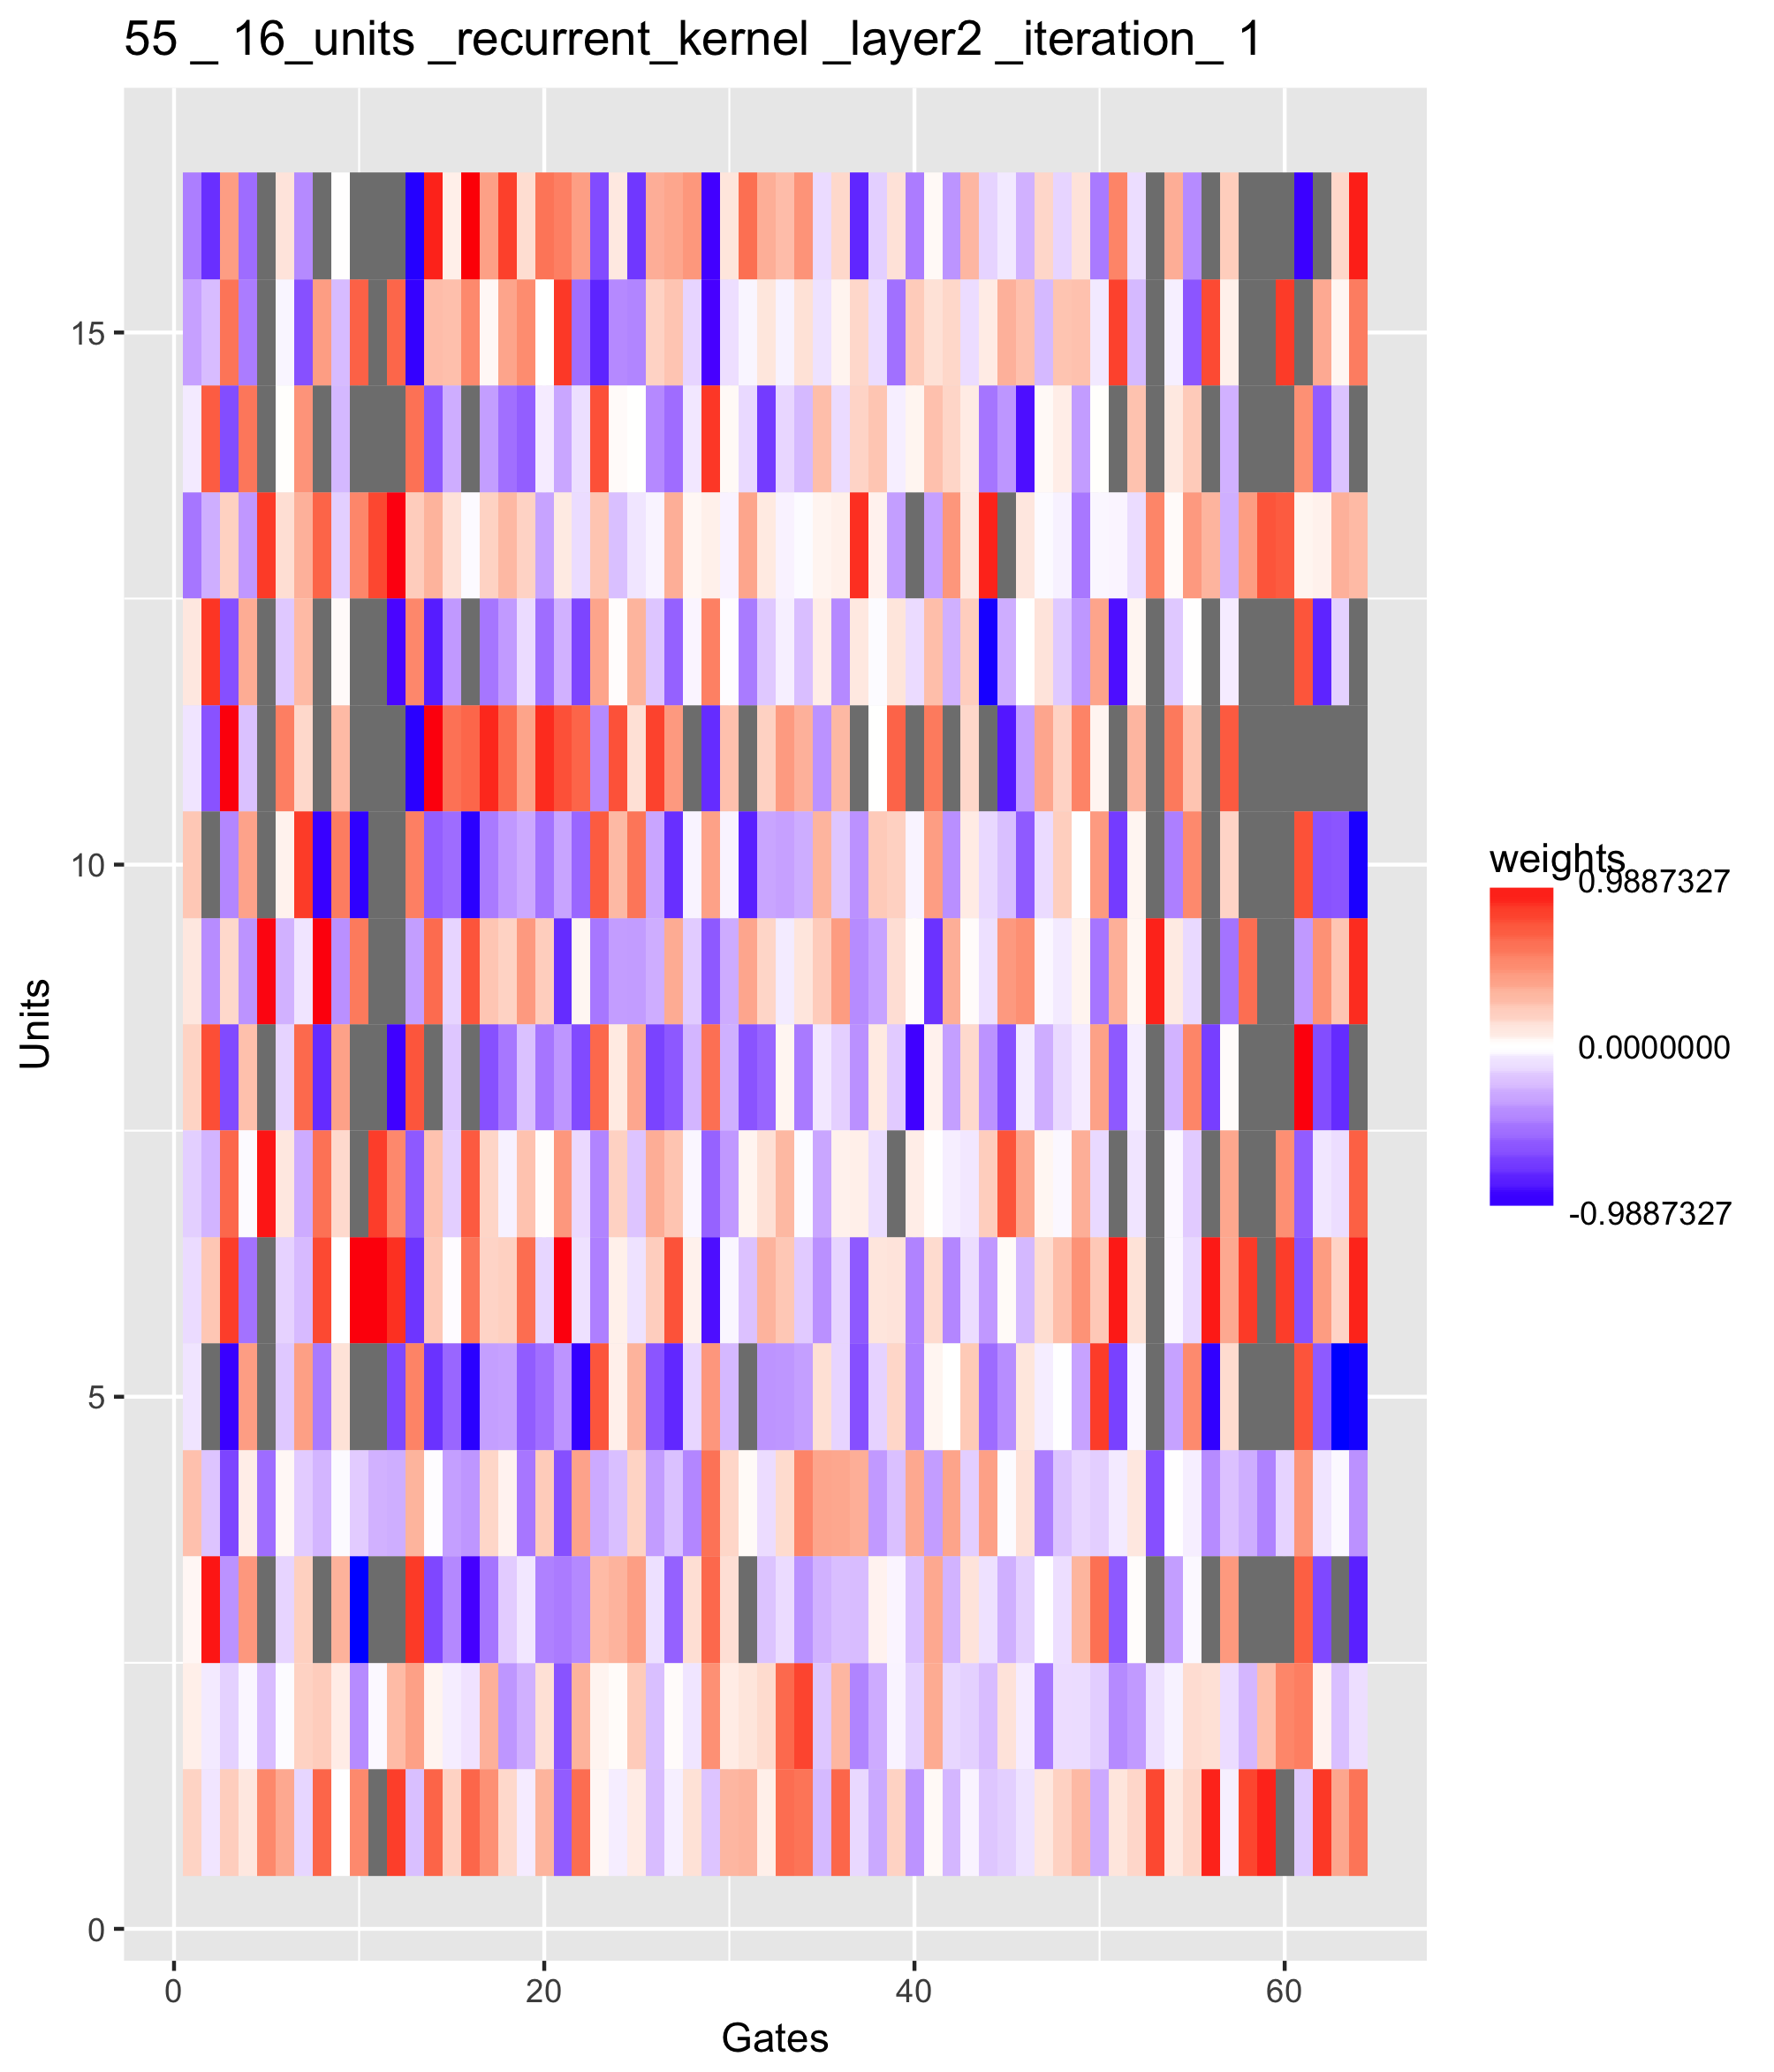 55 _ 16_units _recurrent_kernel _layer2 _iteration_ 1
15
10
5
0
Units
0 20 40 60
Gates
weights
0.9887327
0.0000000
-0.9887327